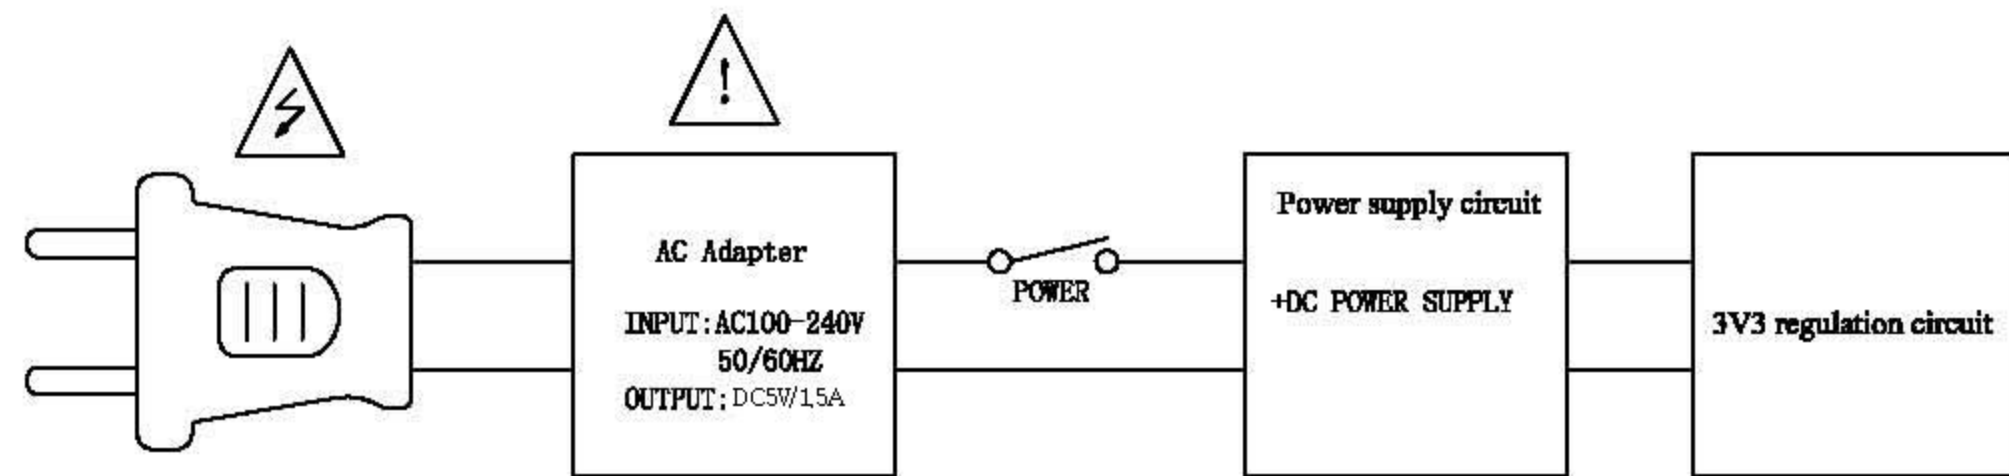 !
AC Adapter
INPUT:AC100-240V
50/60HZ
OUTPUT:DC5V/1.5A
POWER
Power supply circuit
+DC POWER SUPPLY
3V3 regulation circuit